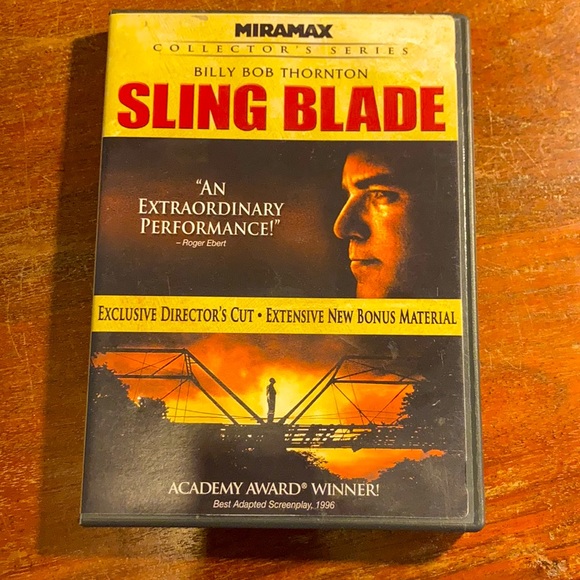 MIRAMAX
COLLECTOR'S SERIES
BILLY BOB THORNTON
SLING BLADE
"AN
EXTRAORDINARY
PERFORMANCE!"
– Roger Ebert
EXCLUSIVE DIRECTOR'S CUT • EXTENSIVE NEW BONUS MATERIAL
ACADEMY AWARD® WINNER!
Best Adapted Screenplay, 1996